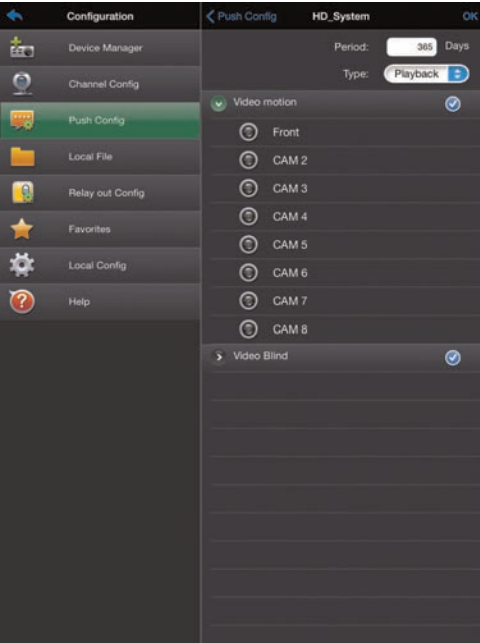 Configuration
Device Manager
Channel Config
Push Config
Local File
Relay out Config
Favorites
Local Config
Help
Push Config HD_System OK
Period: 365 Days
Type: Playback
Video motion
Front
CAM 2
CAM 3
CAM 4
CAM 5
CAM 6
CAM 7
CAM 8
Video Blind